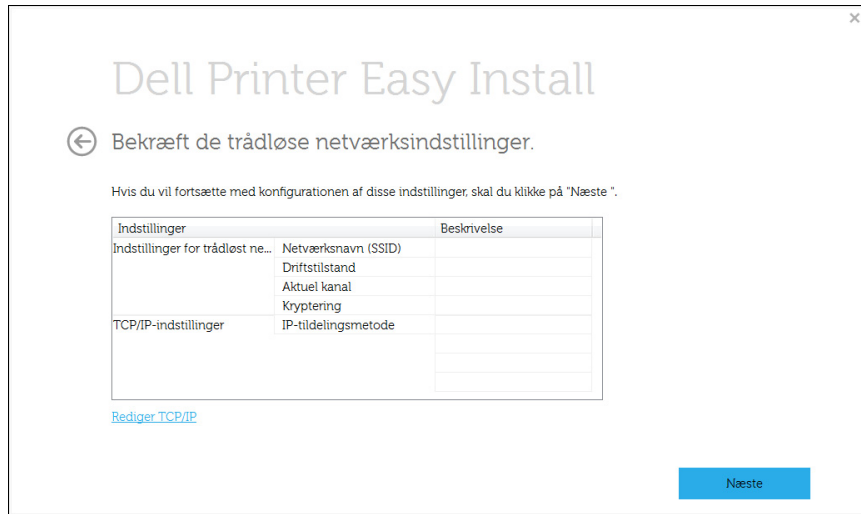 Dell Printer Easy Install
Bekræft de trådløse netværksindstillinger.
Hvis du vil fortsætte med konfigurationen af disse indstillinger, skal du klikke på "Næste ".
Indstillinger Beskrivelse
Indstillinger for trådløst ne... Netværksnavn (SSID)
Driftstilstand
Aktuel kanal
Kryptering
TCP/IP-indstillinger IP-tildelingsmetode
Rediger TCP/IP
Næste